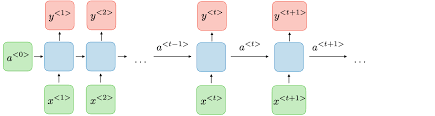 y^{<1>} y^{<2>} y^{<t>} y^{<t+1>}
a^{<0>} ... a^{<t−1>} a^{<t>} a^{<t+1>} ...
x^{<1>} x^{<2>} x^{<t>} x^{<t+1>}